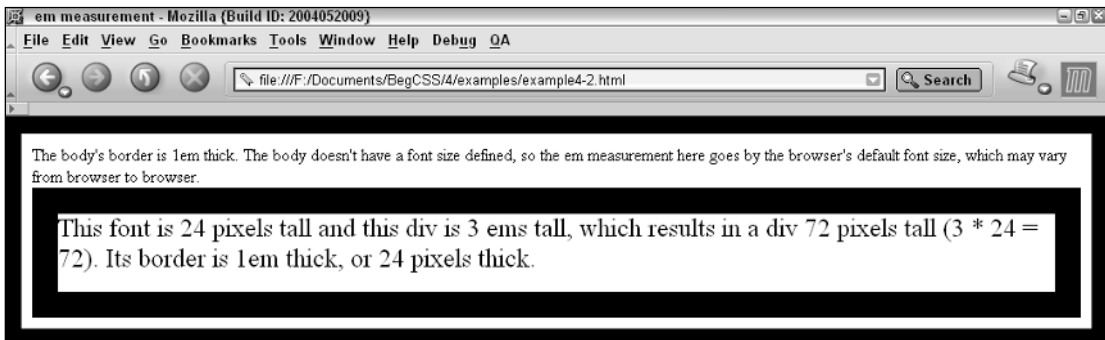 em measurement - Mozilla {Build ID: 2004052009}
File Edit View Go Bookmarks Tools Window Help Debug QA
file:///F:/Documents/BegCSS/4/examples/example4-2.html Search
The body's border is 1em thick. The body doesn't have a font size defined, so the em measurement here goes by the browser's default font size, which may vary
from browser to browser.
This font is 24 pixels tall and this div is 3 ems tall, which results in a div 72 pixels tall (3 * 24 =
72). Its border is 1em thick, or 24 pixels thick.